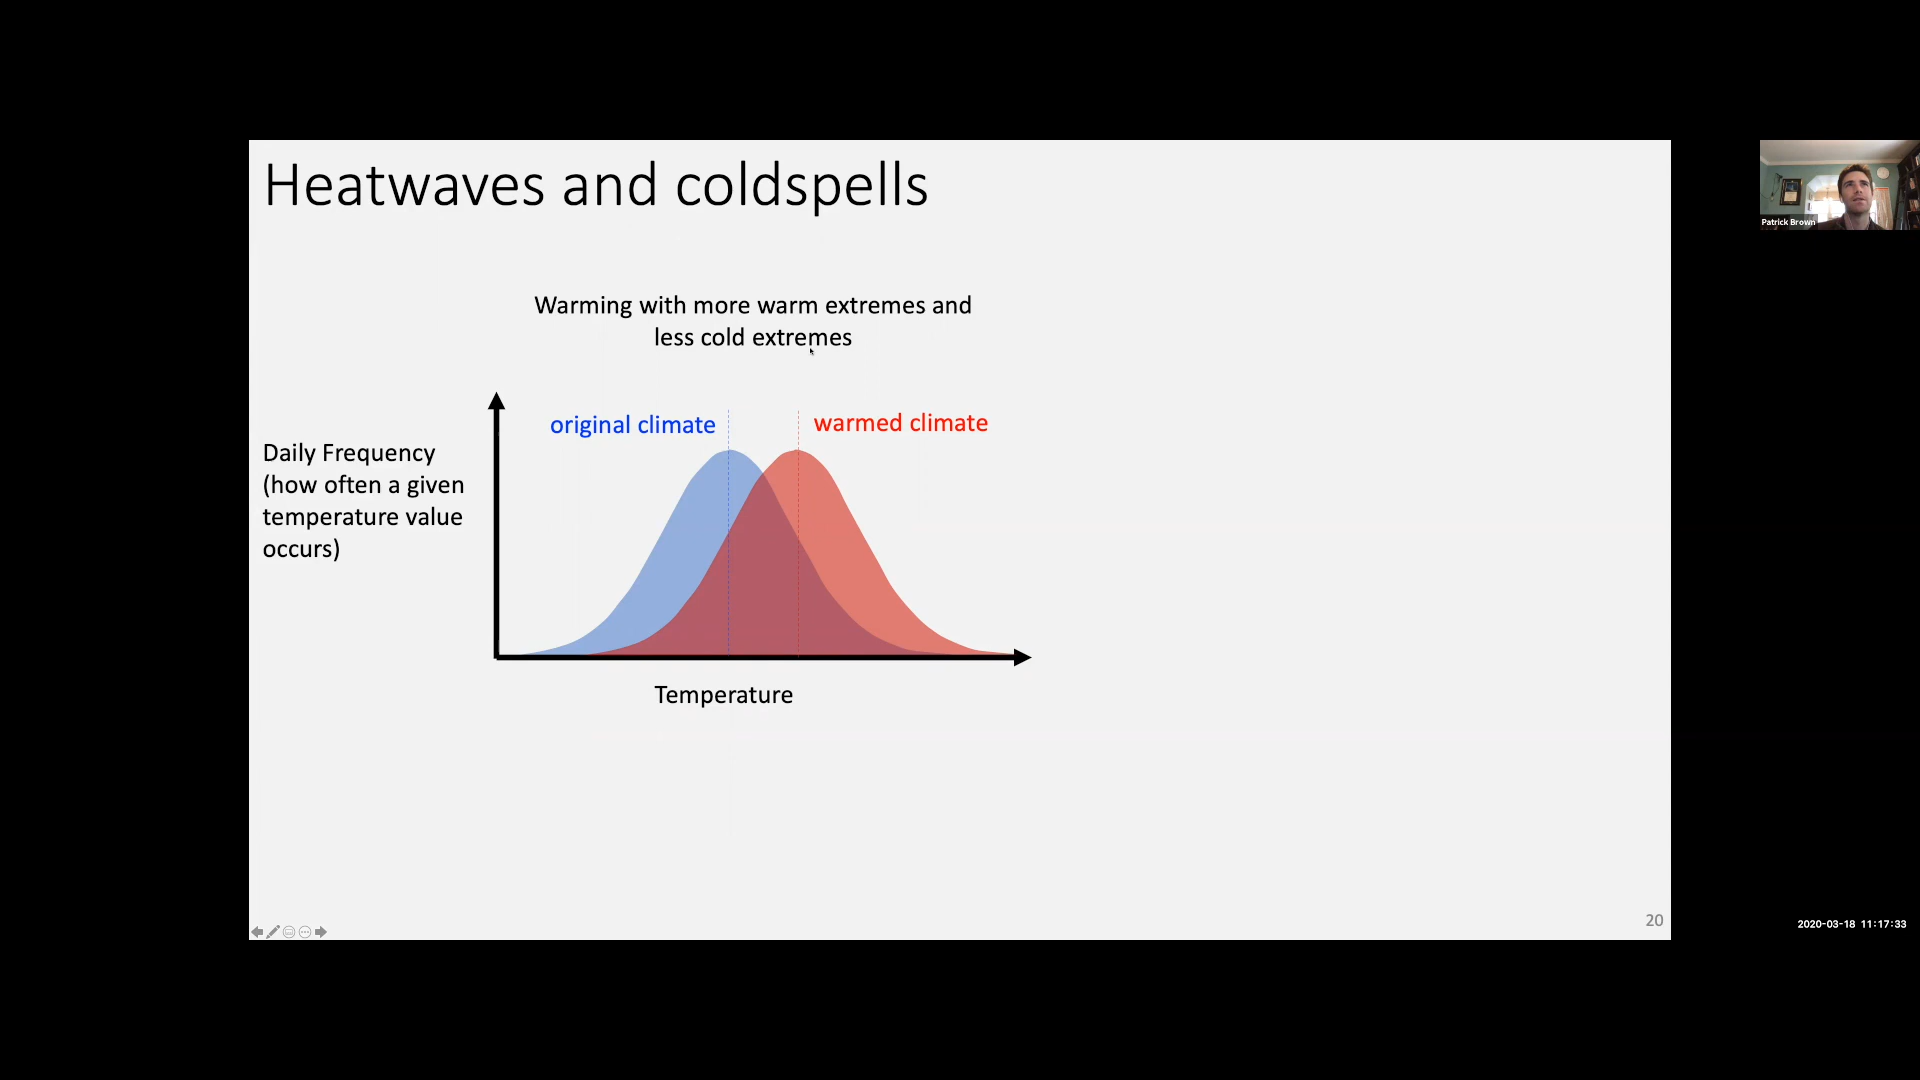 Heatwaves and coldspells
Warming with more warm extremes and
less cold extremes
original climate
warmed climate
Daily Frequency
(how often a given
temperature value
occurs)
Temperature
20
Patrick Brown
2020-03-18 11:17:33